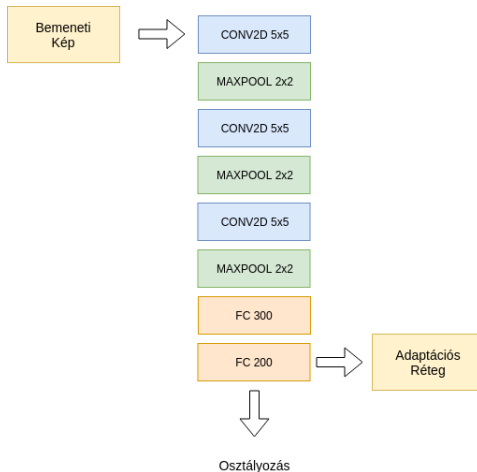 Bemeneti
Kép
CONV2D 5x5
MAXPOOL 2x2
CONV2D 5x5
MAXPOOL 2x2
CONV2D 5x5
MAXPOOL 2x2
FC 300
FC 200
Adaptációs
Réteg
Osztályozás